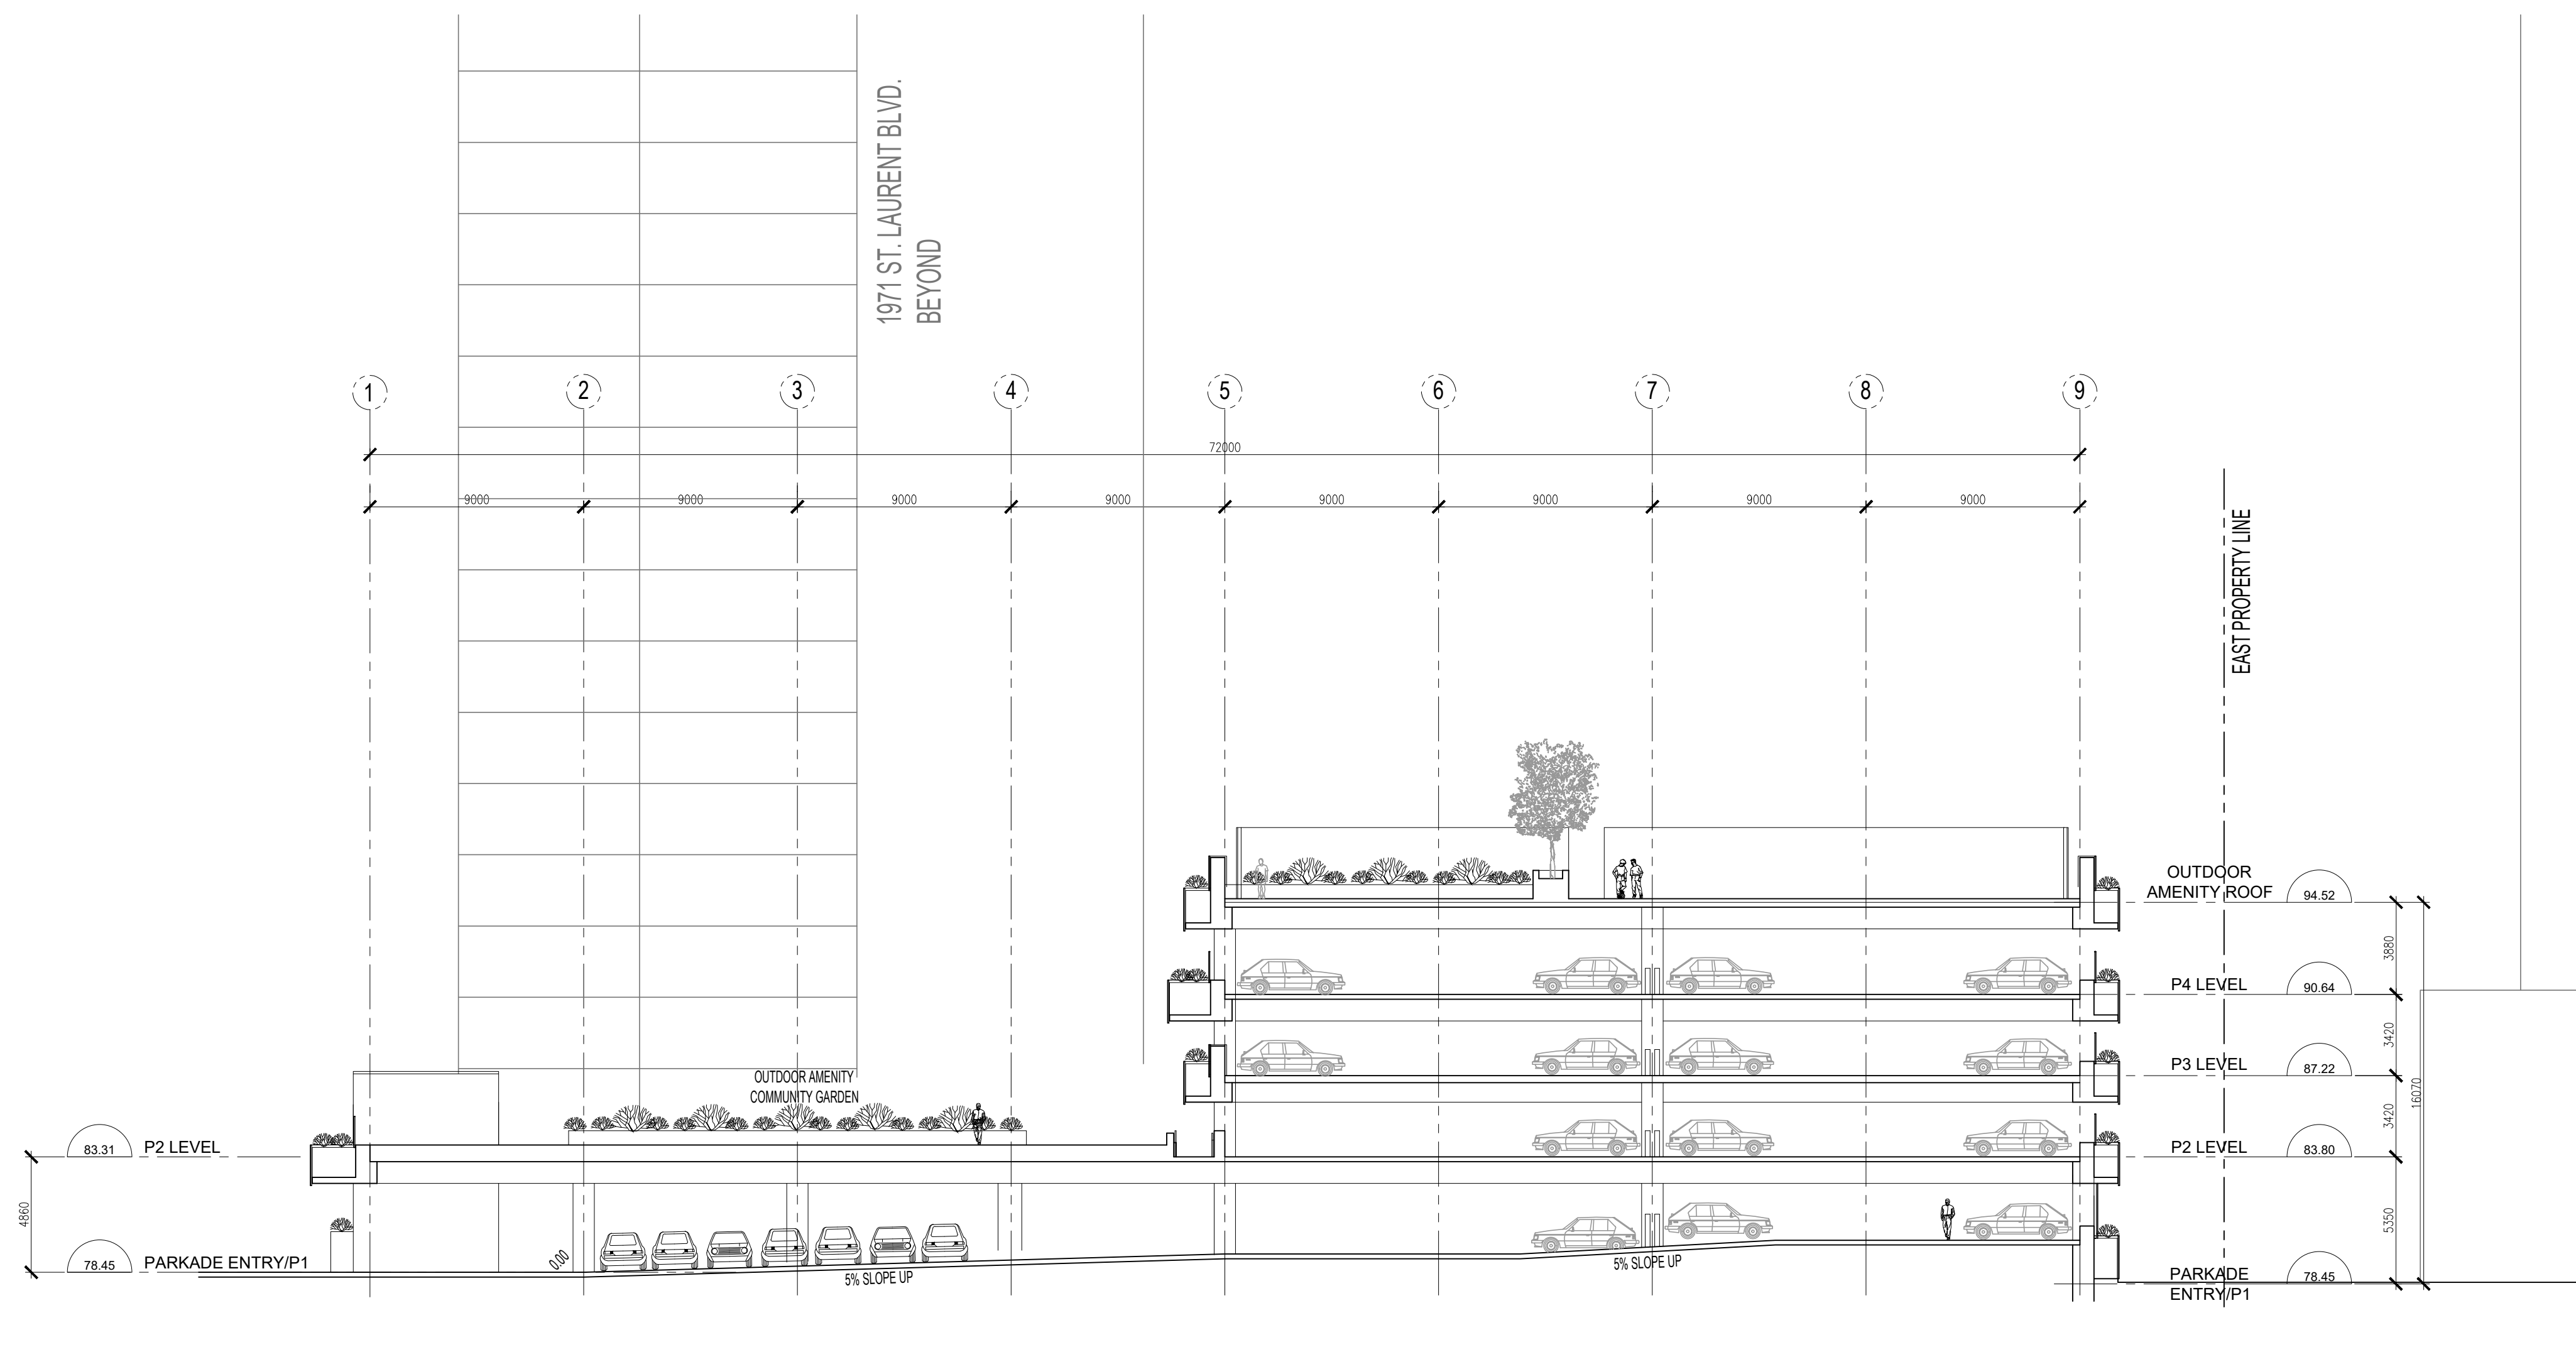 1971 ST. LAURENT BLVD.
BEYOND
1 2 3 4 5 6 7 8 9
72000
9000 9000 9000 9000 9000 9000 9000 9000
EAST PROPERTY LINE
OUTDOOR
AMENITY ROOF 94.52
3880
P4 LEVEL 90.64
3420
P3 LEVEL 87.22
3420
16070
P2 LEVEL 83.80
5350
PARKADE
ENTRY/P1 78.45
OUTDOOR AMENITY
COMMUNITY GARDEN
83.31 P2 LEVEL
4860
78.45 PARKADE ENTRY/P1
0.00
5% SLOPE UP
5% SLOPE UP